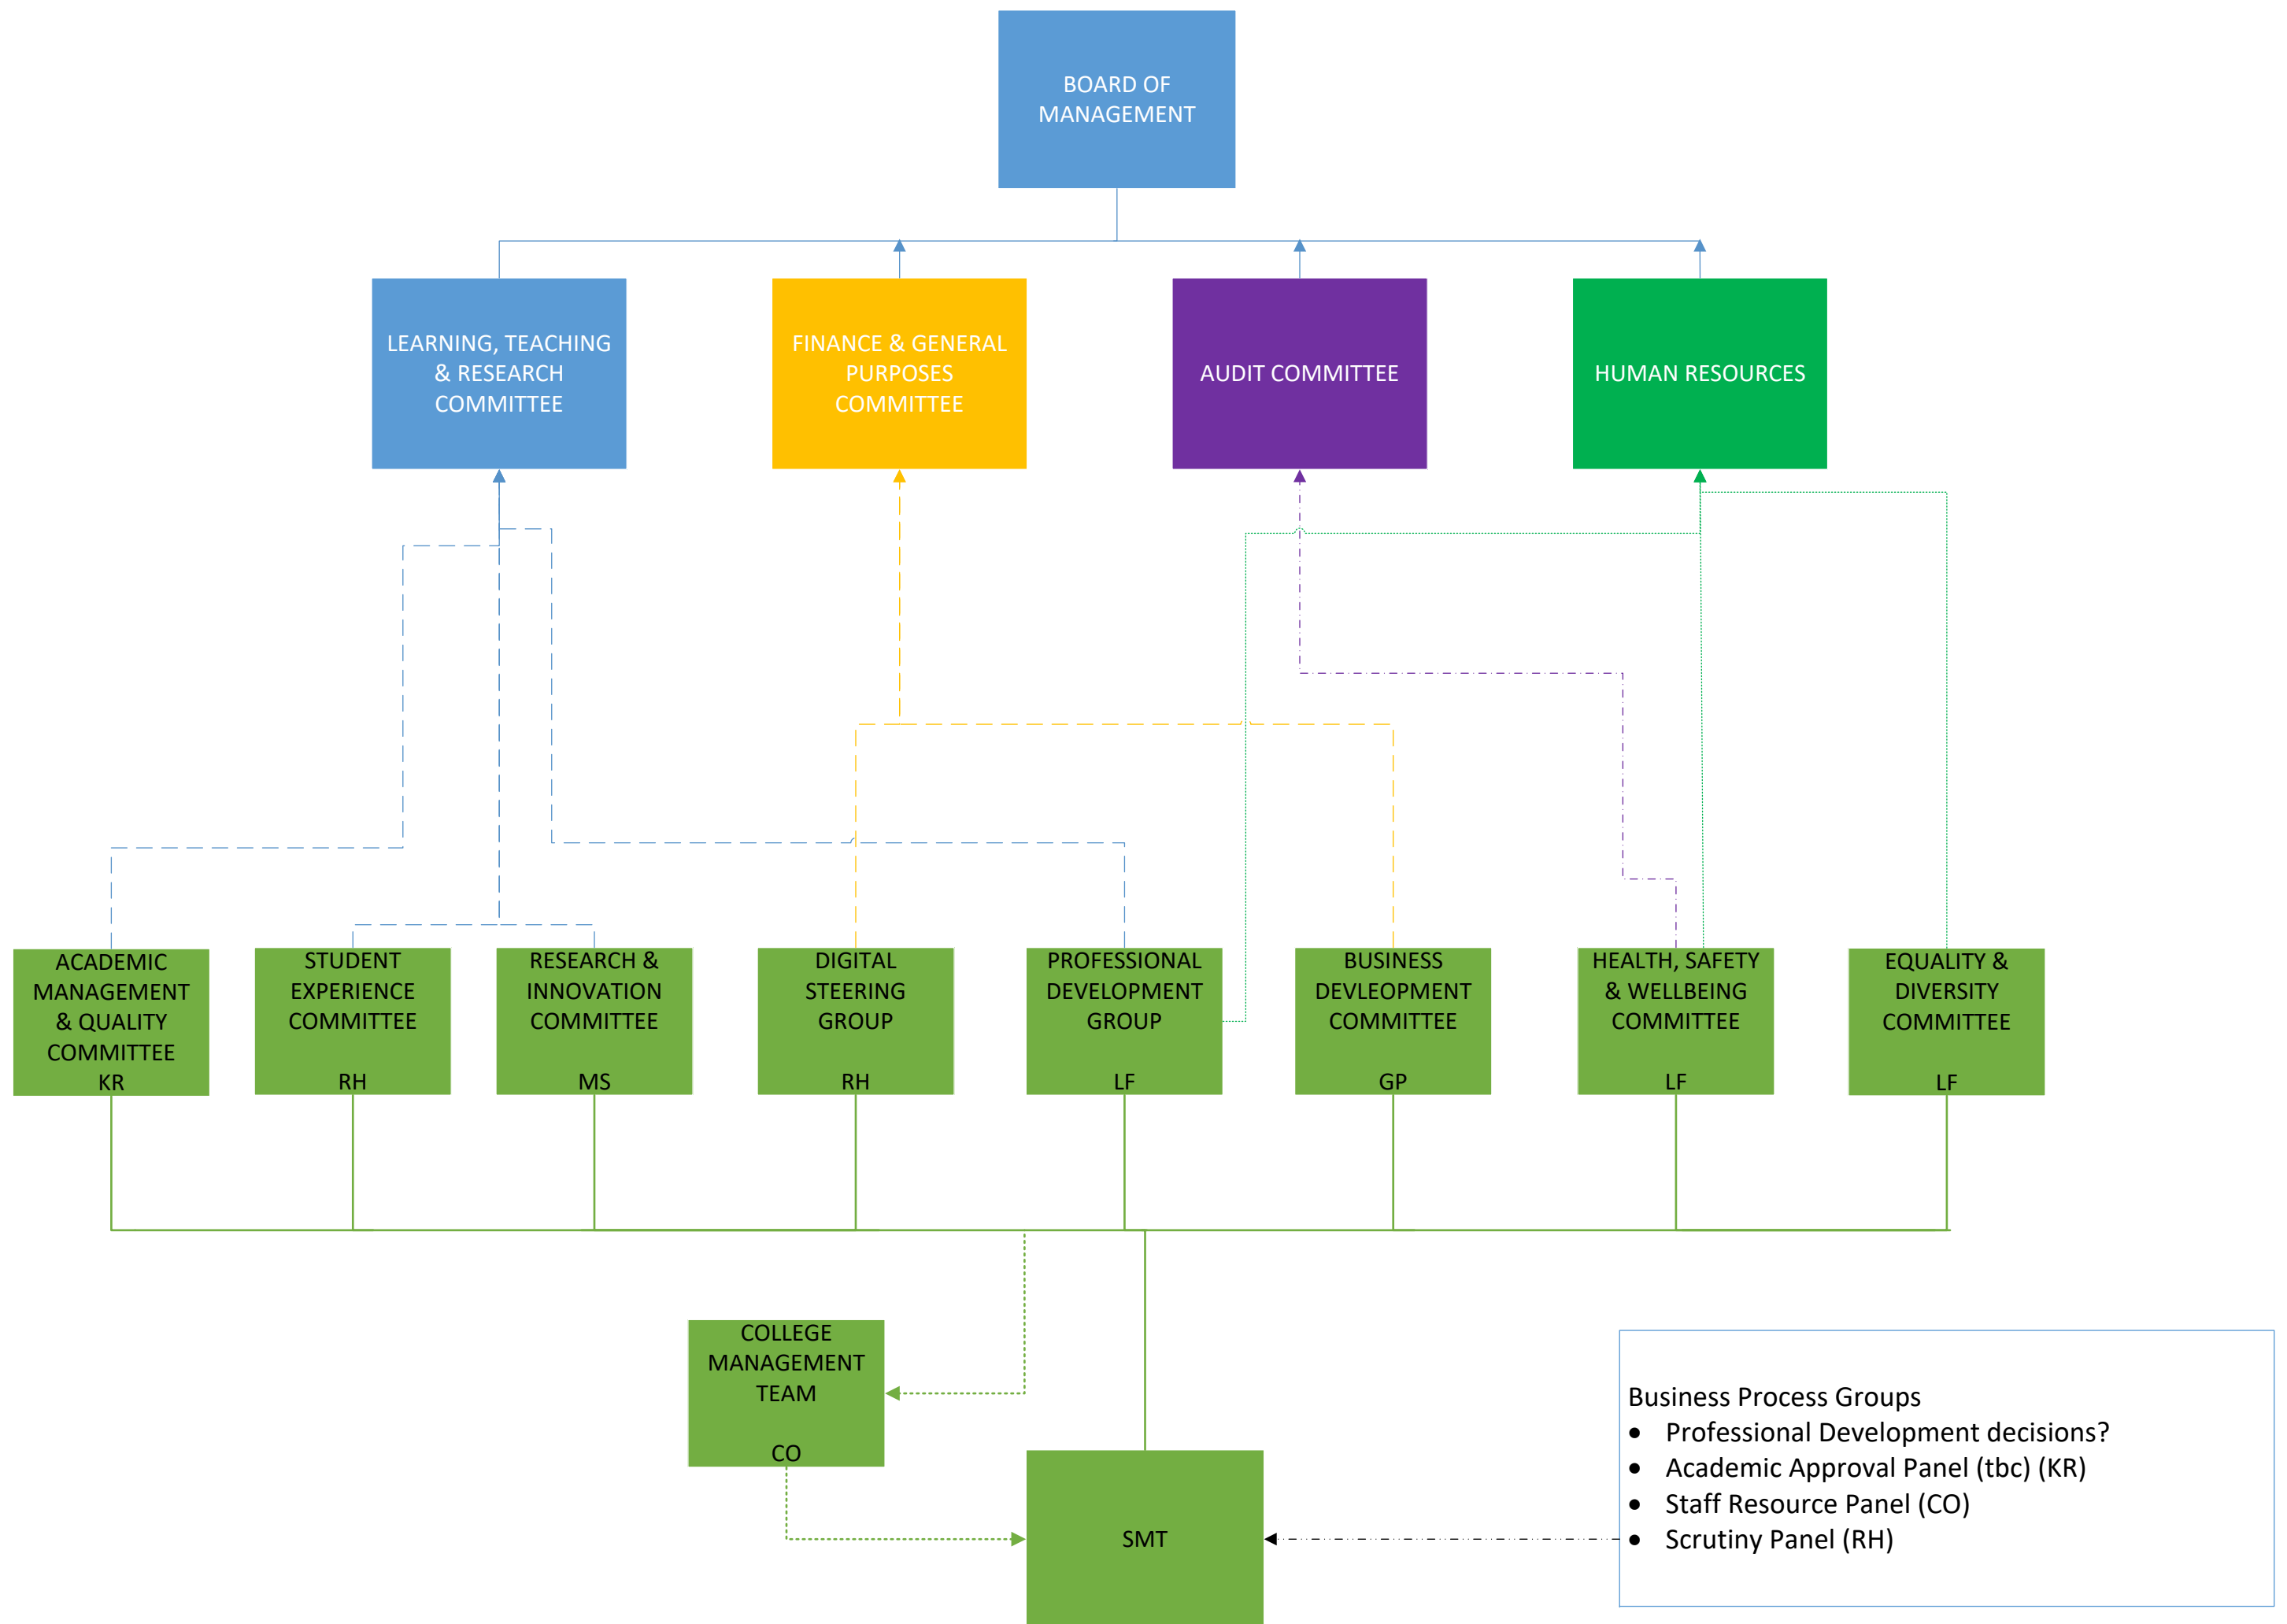 BOARD OF
MANAGEMENT
LEARNING, TEACHING
& RESEARCH
COMMITTEE
FINANCE & GENERAL
PURPOSES
COMMITTEE
AUDIT COMMITTEE
HUMAN RESOURCES
ACADEMIC
MANAGEMENT
& QUALITY
COMMITTEE
KR
STUDENT
EXPERIENCE
COMMITTEE
RH
RESEARCH &
INNOVATION
COMMITTEE
MS
DIGITAL
STEERING
GROUP
RH
PROFESSIONAL
DEVELOPMENT
GROUP
LF
BUSINESS
DEVLEOPMENT
COMMITTEE
GP
HEALTH, SAFETY
& WELLBEING
COMMITTEE
LF
EQUALITY &
DIVERSITY
COMMITTEE
LF
COLLEGE
MANAGEMENT
TEAM
CO
SMT
Business Process Groups
• Professional Development decisions?
• Academic Approval Panel (tbc) (KR)
• Staff Resource Panel (CO)
• Scrutiny Panel (RH)